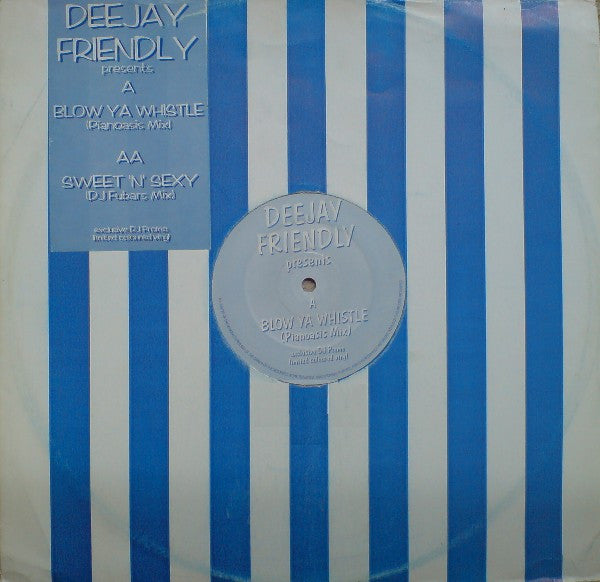 DEEJAY
FRIENDLY
presents
A
BLOW YA WHISTLE
(Pianoasis Mix)
AA
SWEET 'N' SEXY
(DJ Fubars Mix)
exclusive DJ Promo
limited coloured vinyl
DEEJAY
FRIENDLY
presents
A
BLOW YA WHISTLE
(Pianoasis Mix)
exclusive DJ Promo
limited coloured vinyl